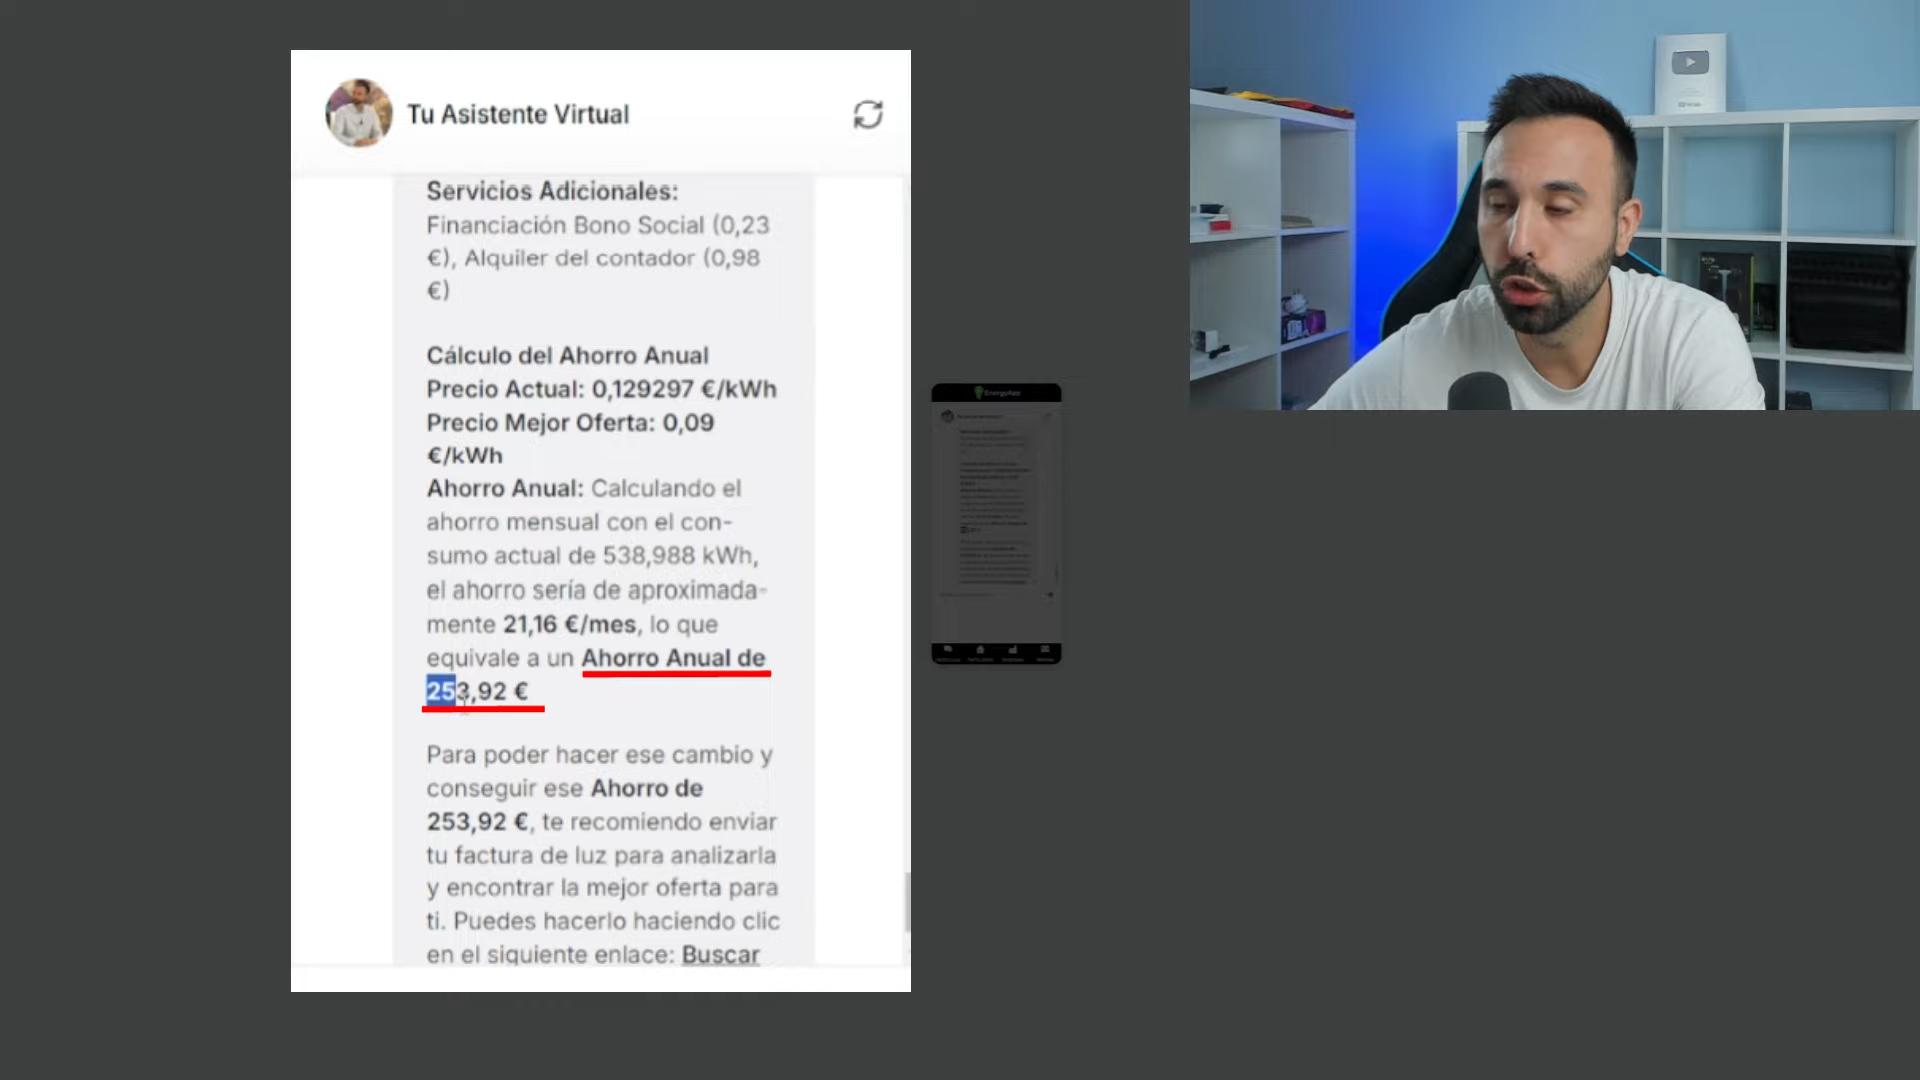 Tu Asistente Virtual
Servicios Adicionales:
Financiación Bono Social (0,23
€), Alquiler del contador (0,98
€)
Cálculo del Ahorro Anual
Precio Actual: 0,129297 €/kWh
Precio Mejor Oferta: 0,09
€/kWh
Ahorro Anual: Calculando el
ahorro mensual con el con-
sumo actual de 538,988 kWh,
el ahorro sería de aproximada-
mente 21,16 €/mes, lo que
equivale a un Ahorro Anual de
253,92 €
Para poder hacer ese cambio y
conseguir ese Ahorro de
253,92 €, te recomiendo enviar
tu factura de luz para analizarla
y encontrar la mejor oferta para
ti. Puedes hacerlo haciendo clic
en el siguiente enlace: Buscar
EnergyApp